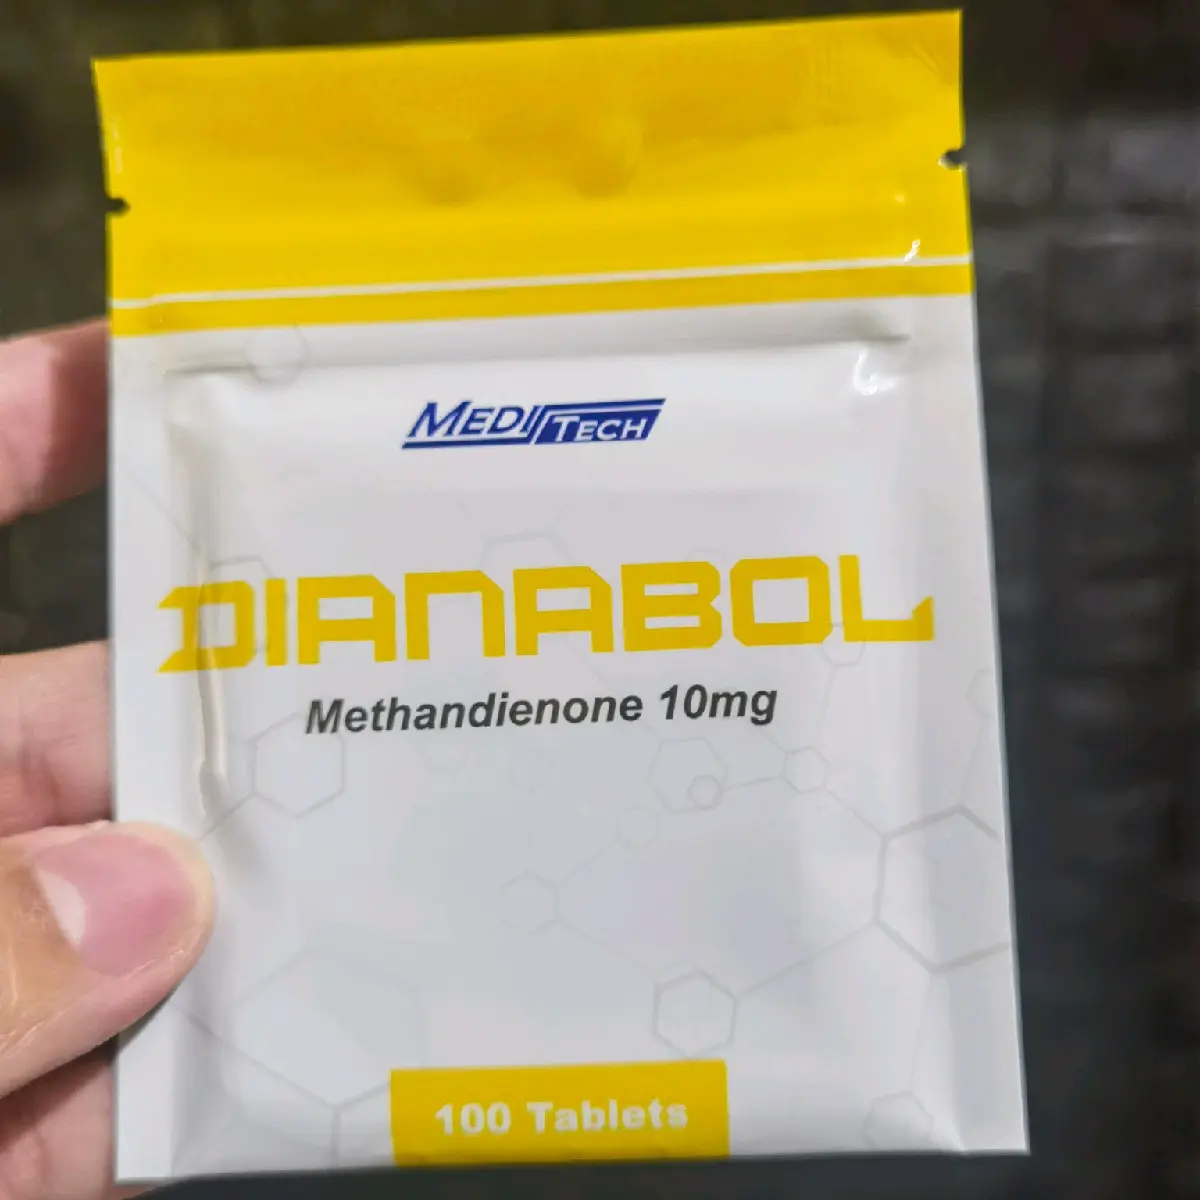 MEDITECH
DIANABOL
Methandienone 10mg
100 Tablets